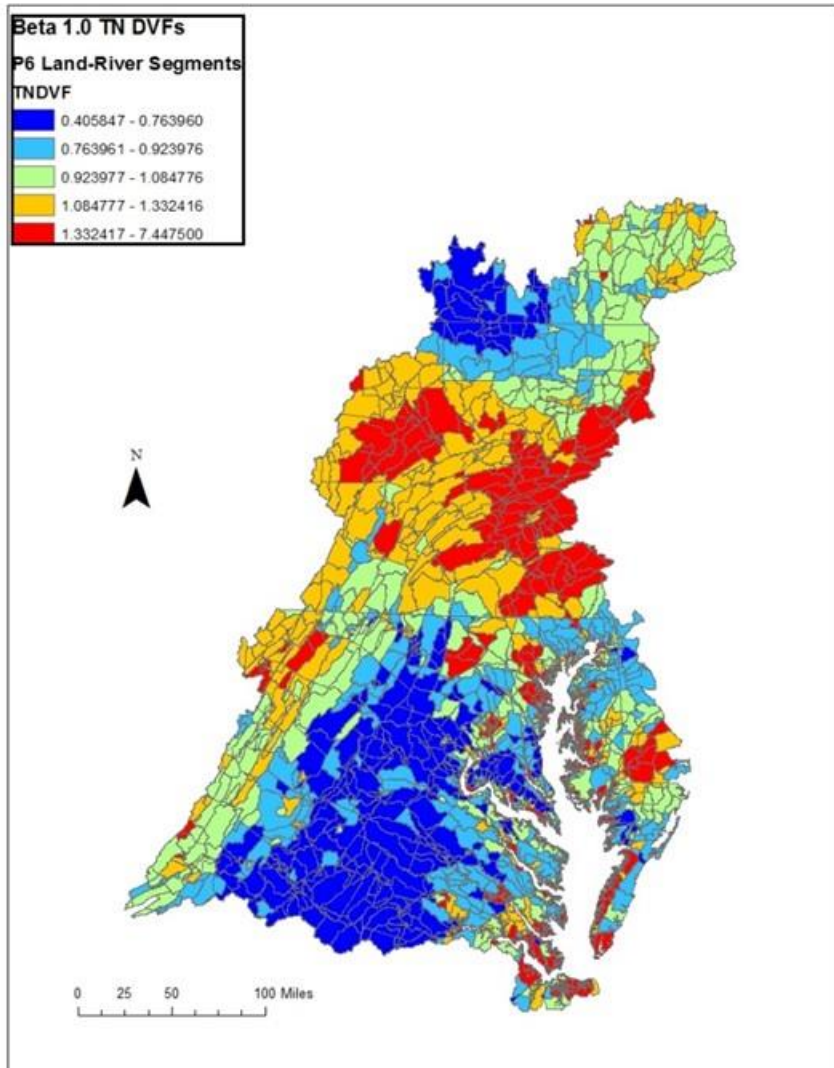 Beta 1.0 TN DVFs
P6 Land-River Segments
TNDVF
0.405847 - 0.763960
0.763961 - 0.923976
0.923977 - 1.084776
1.084777 - 1.332416
1.332417 - 7.447500
N
0 25 50 100 Miles